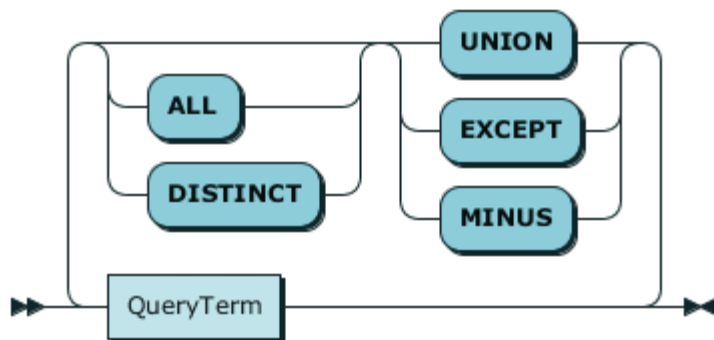 UNION
ALL
EXCEPT
DISTINCT
MINUS
QueryTerm